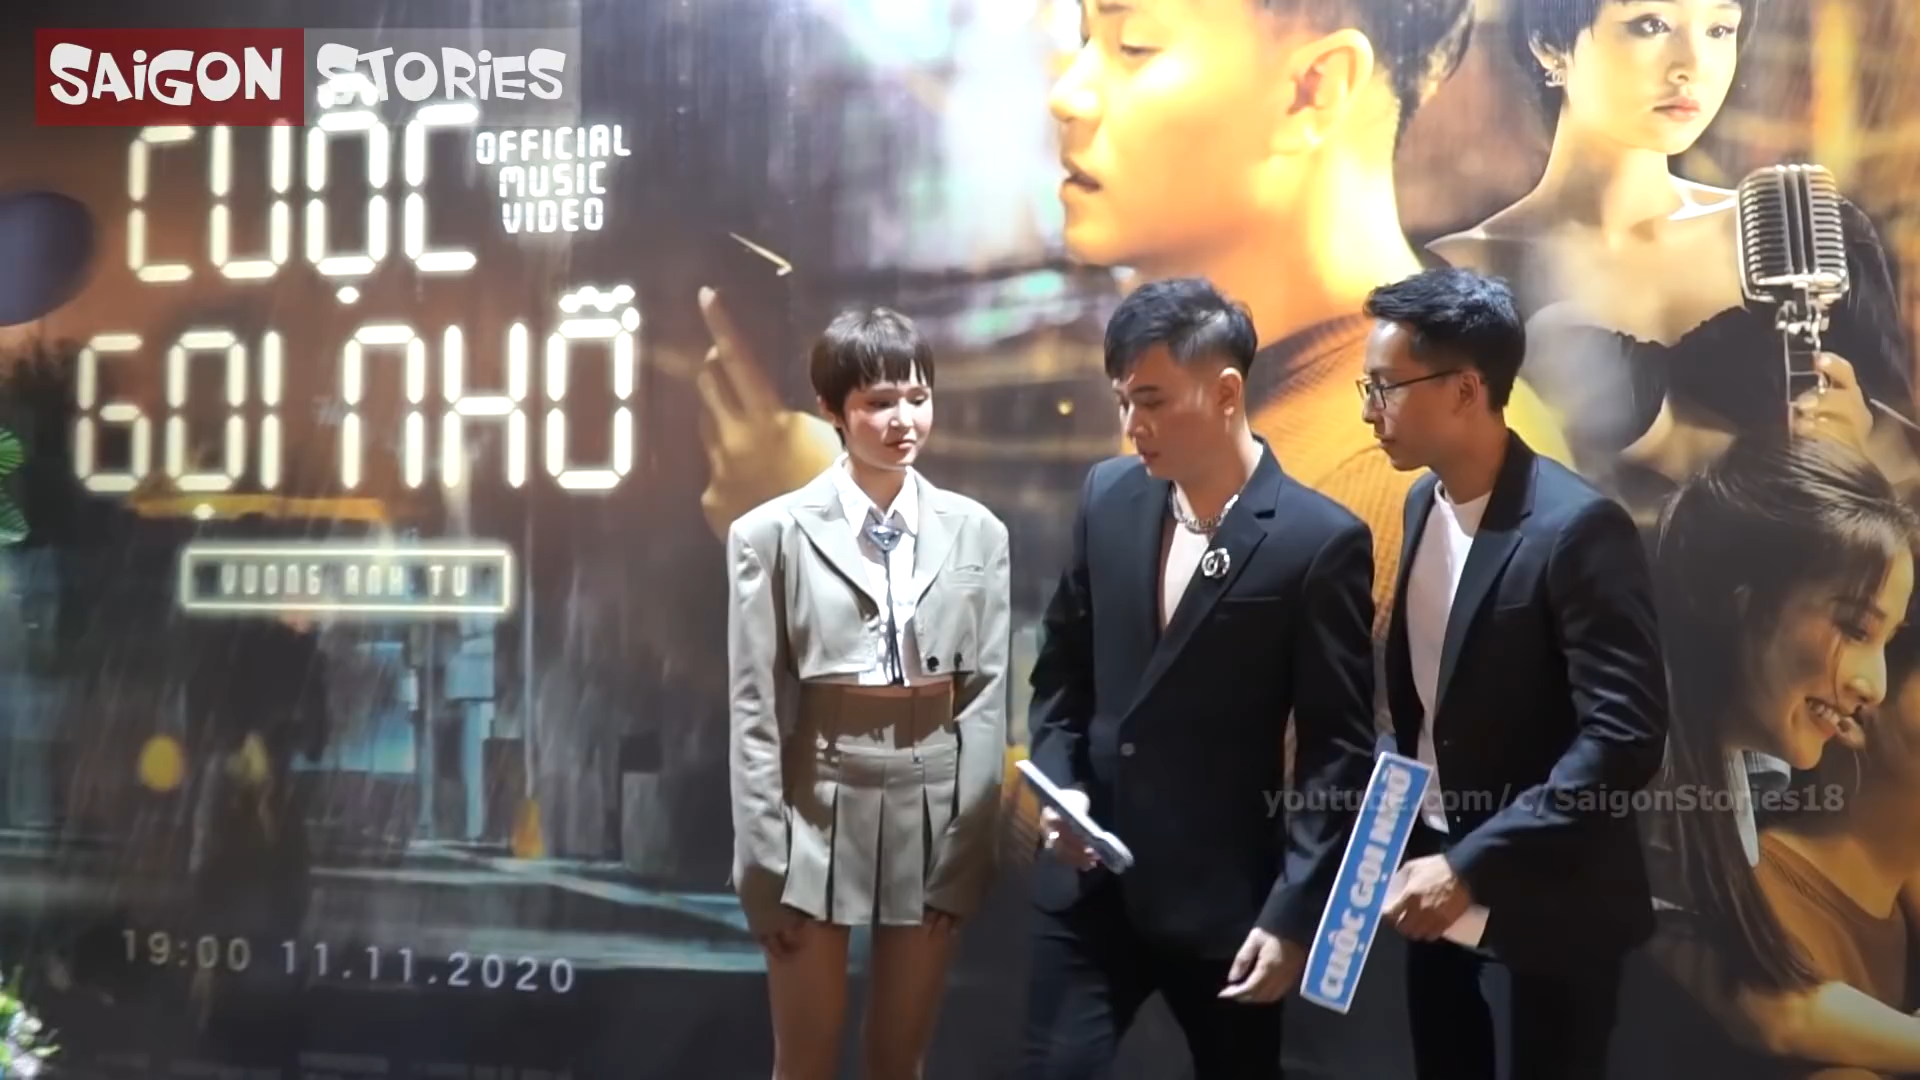 SAiGON STORiES
CUỘC
OFFICIAL
MUSIC
VIDEO
GỌI NHỠ
VUONG ANH TU
19:00 11.11.2020
CUỘC GỌI NHỠ
youtube.com/c/SaigonStories18